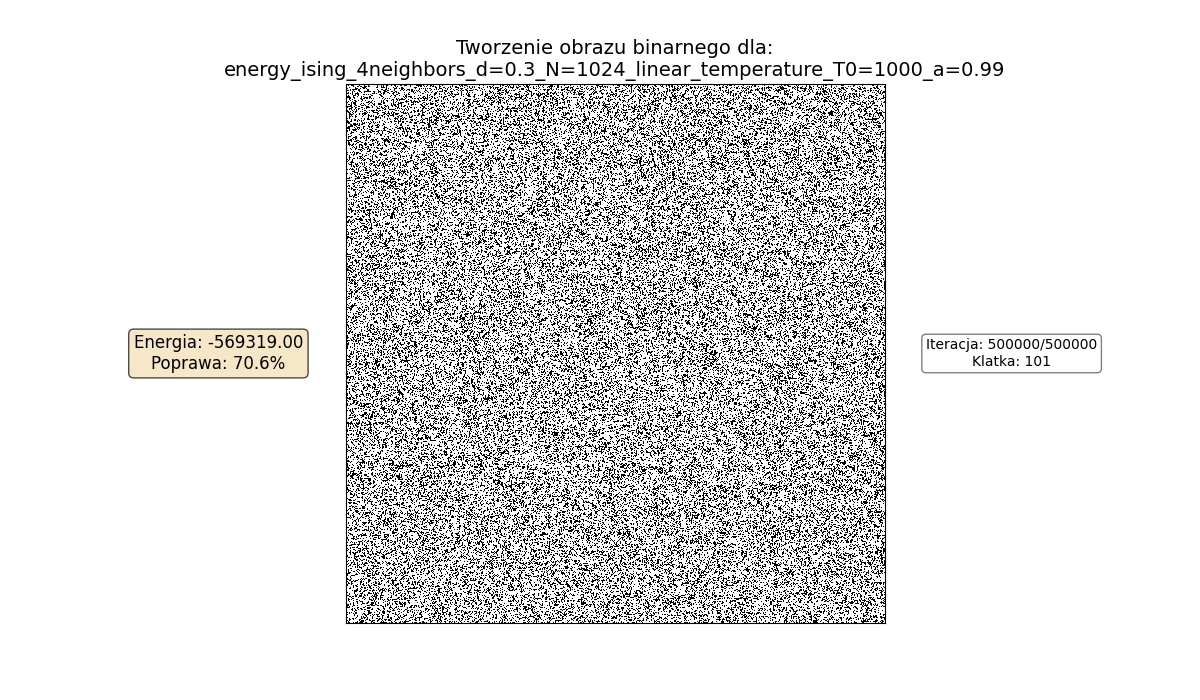 Tworzenie obrazu binarnego dla:
energy_ising_4neighbors_d=0.3_N=1024_linear_temperature_T0=1000_a=0.99
Energia: -569319.00
Poprawa: 70.6%
Iteracja: 500000/500000
Klatka: 101